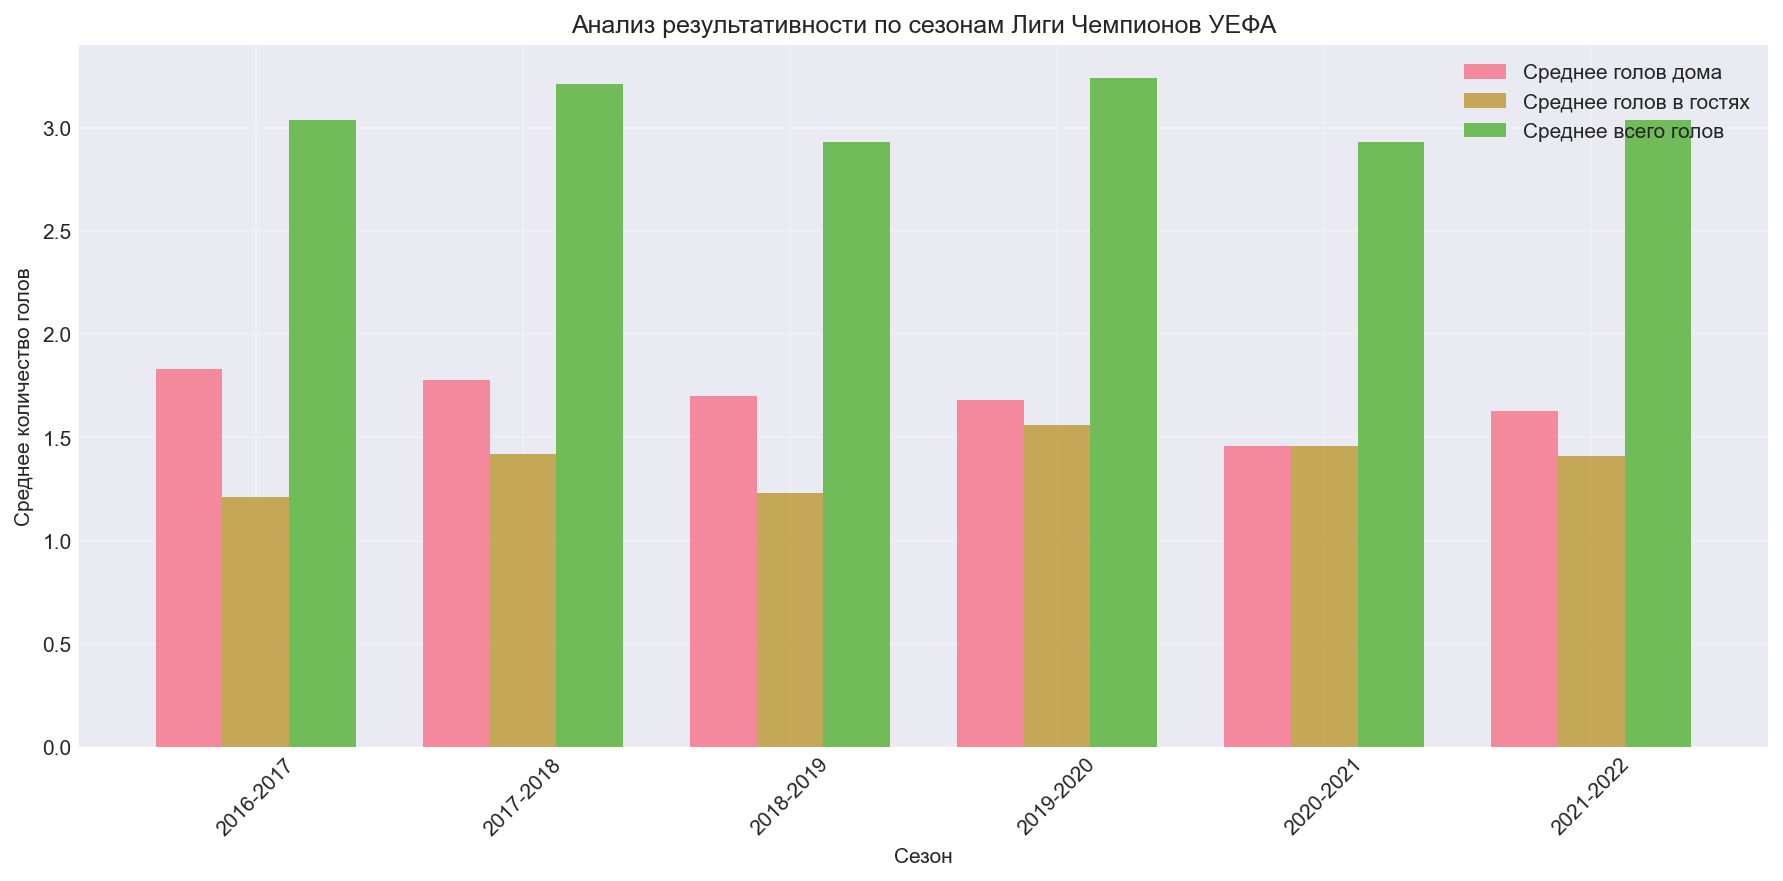 Анализ результативности по сезонам Лиги Чемпионов УЕФА
Среднее голов дома
Среднее голов в гостях
Среднее всего голов
Среднее количество голов
3.0
2.5
2.0
1.5
1.0
0.5
0.0
2016-2017
2017-2018
2018-2019
2019-2020
2020-2021
2021-2022
Сезон